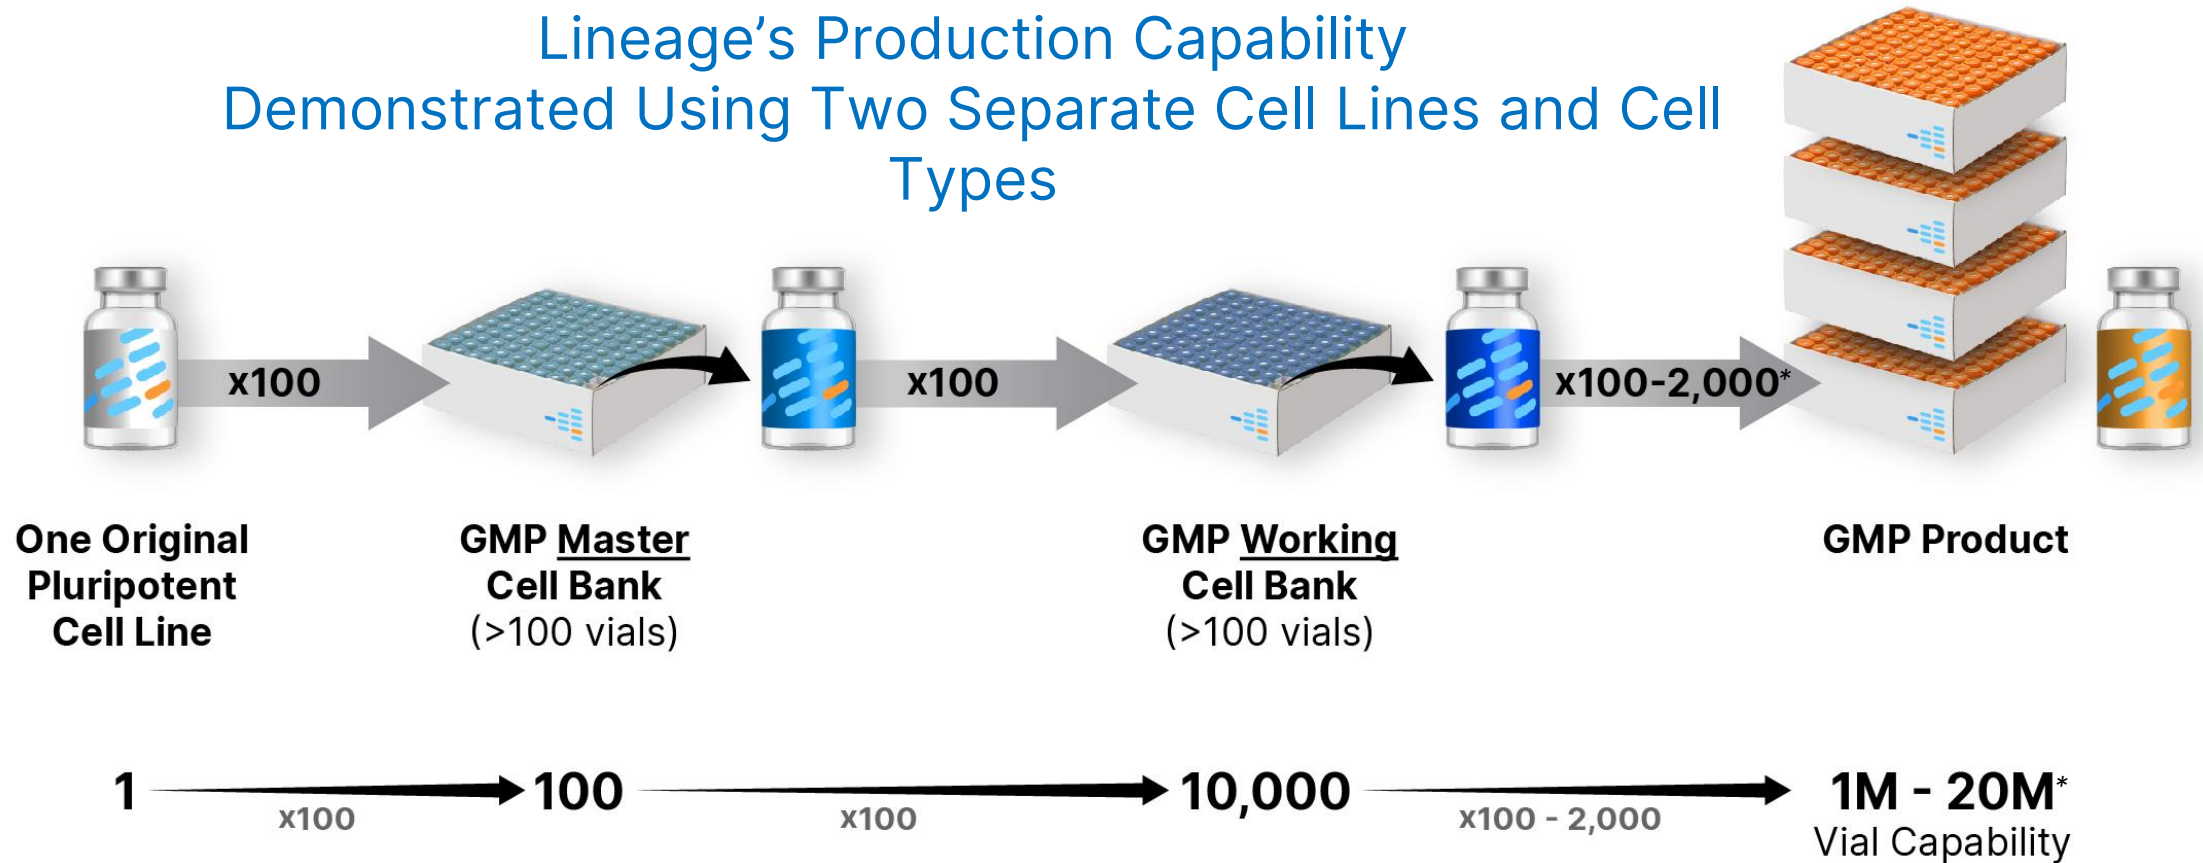 Lineage’s Production Capability
Demonstrated Using Two Separate Cell Lines and Cell
Types
x100
x100
x100-2,000*
One Original
Pluripotent
Cell Line
GMP Master
Cell Bank
(>100 vials)
GMP Working
Cell Bank
(>100 vials)
GMP Product
1
x100
100
x100
10,000
x100 - 2,000
1M - 20M*
Vial Capability